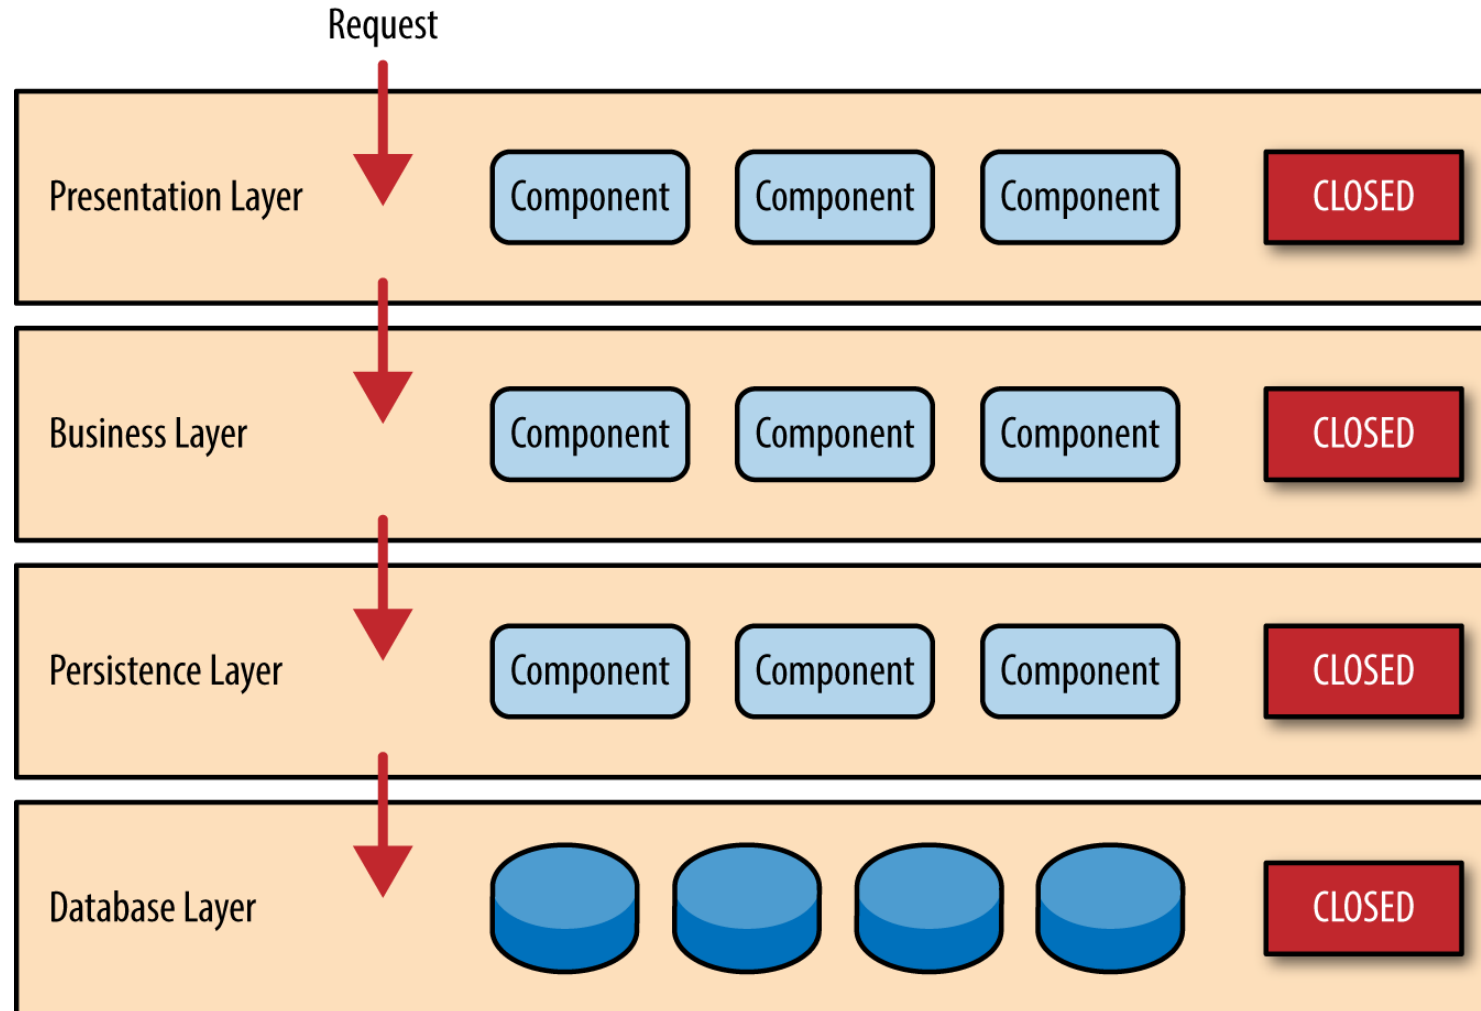 Request
Presentation Layer Component Component Component CLOSED
Business Layer Component Component Component CLOSED
Persistence Layer Component Component Component CLOSED
Database Layer CLOSED